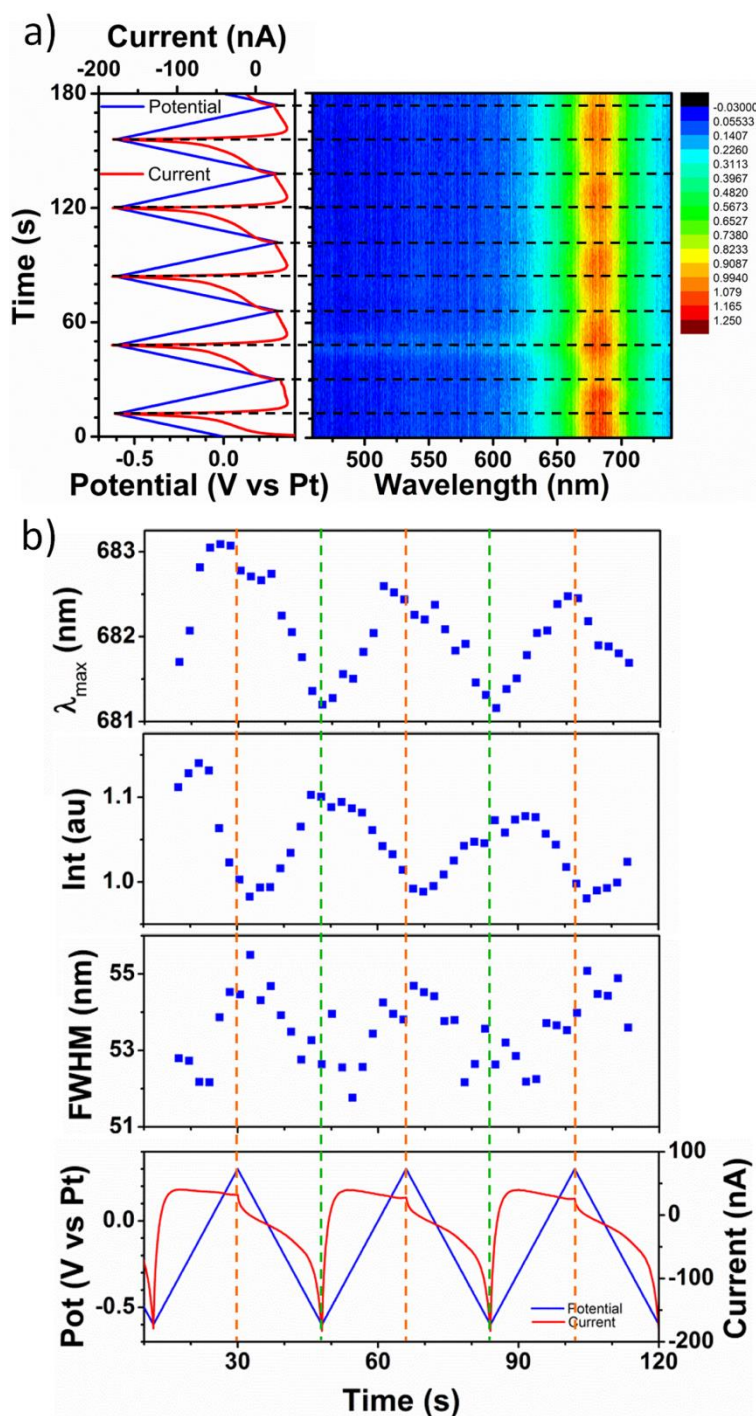 a)
Current (nA)
-200 -100 0
180
120
60
0
Time (s)
Potential
Current
-0.5 0.0
Potential (V vs Pt)
500 550 600 650 700
Wavelength (nm)
-0.03000
0.05533
0.1407
0.2260
0.3113
0.3967
0.4820
0.5673
0.6527
0.7380
0.8233
0.9087
0.9940
1.079
1.165
1.250
b)
683
682
681
λmax (nm)
1.1
1.0
Int (au)
55
53
51
FWHM (nm)
0.0
-0.5
Pot (V vs Pt)
100
0
-100
-200
Current (nA)
Potential
Current
30 60 90 120
Time (s)